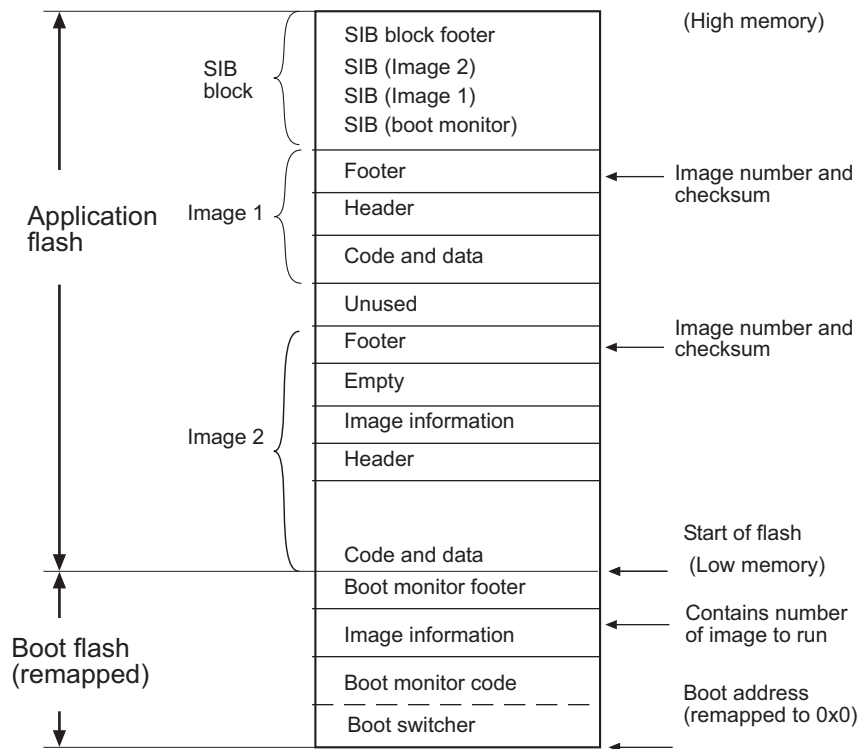 (High memory)
SIB block footer
SIB (Image 2)
SIB (Image 1)
SIB (boot monitor)
SIB
block
Footer
Image number and
checksum
Header
Image 1
Application
flash
Code and data
Unused
Footer
Image number and
checksum
Empty
Image information
Image 2
Header
Start of flash
(Low memory)
Code and data
Boot monitor footer
Contains number
of image to run
Image information
Boot flash
(remapped)
Boot monitor code
Boot address
(remapped to 0x0)
Boot switcher